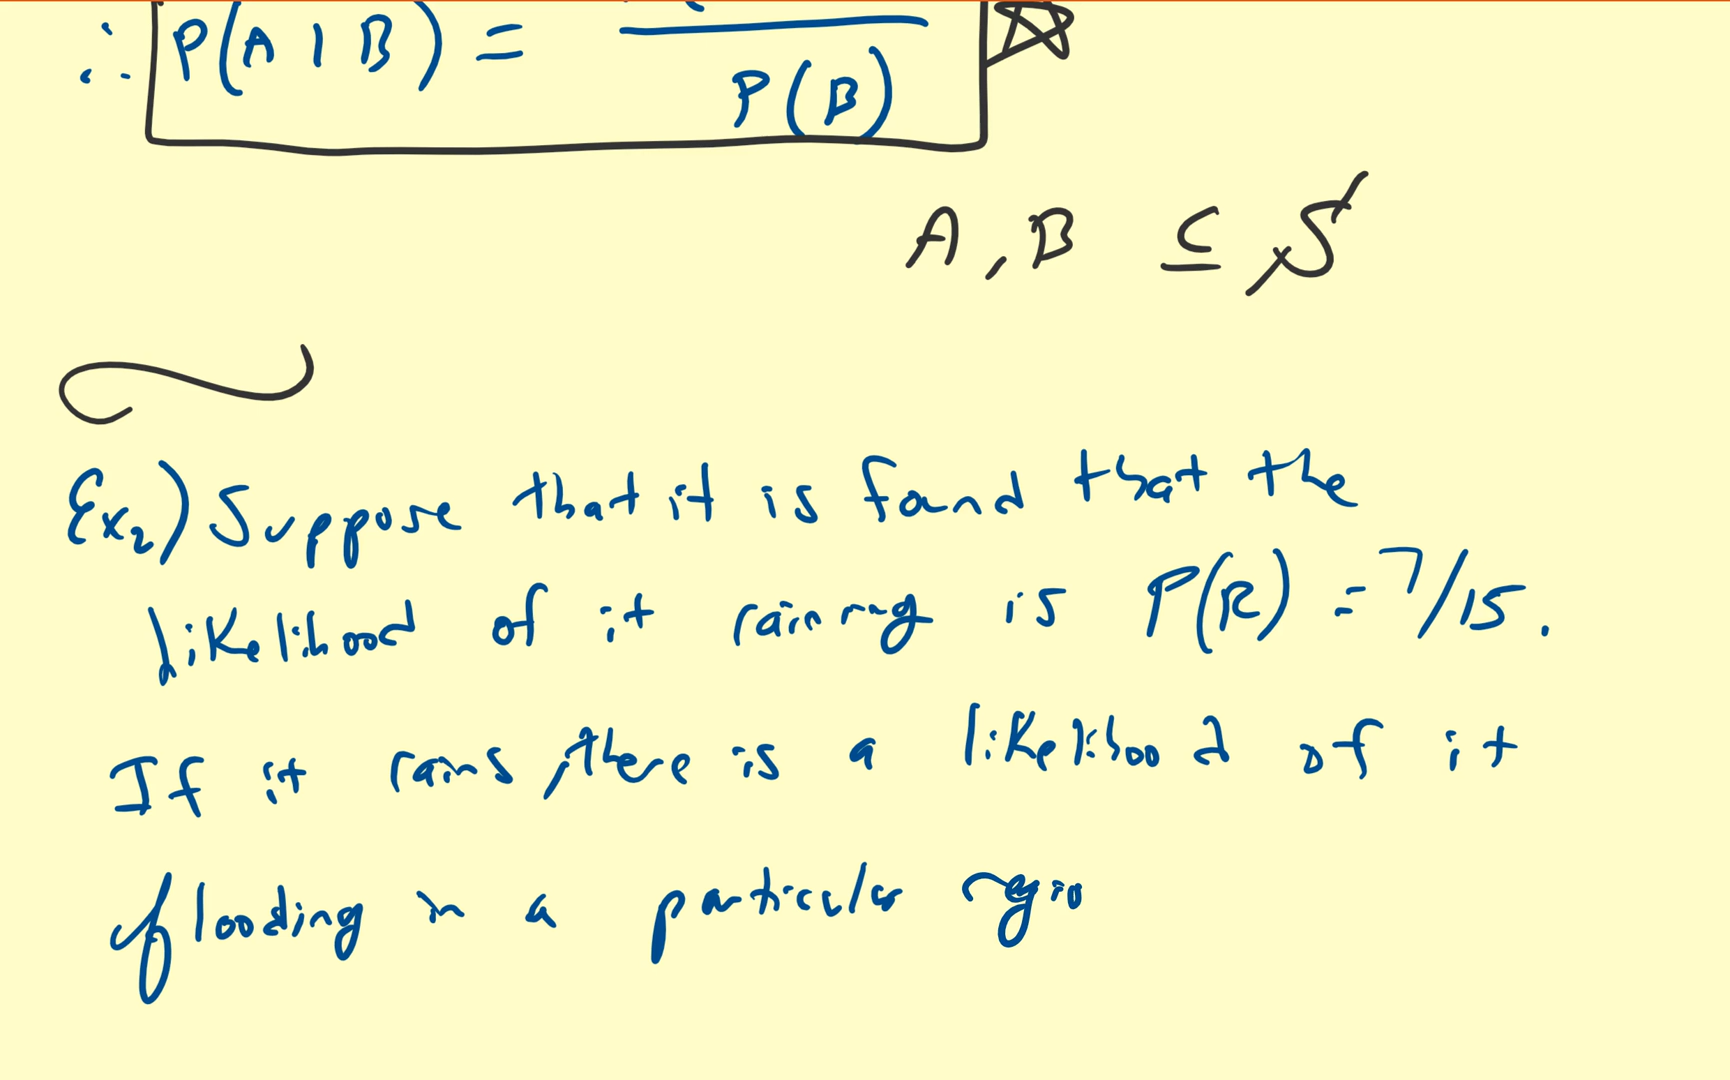 ∴ P(A | B) = ─────
P(B)
A, B ⊆ S
Ex2) Suppose that it is found that the
likelihood of it raining is P(R) = 7/15.
If it rains, there is a likelihood of it
flooding in a particular regio